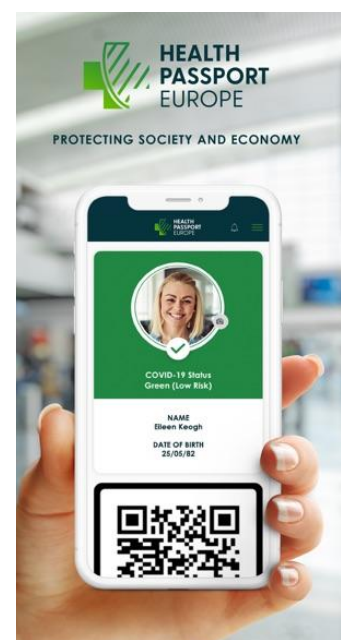 HEALTH
PASSPORT
EUROPE
PROTECTING SOCIETY AND ECONOMY
HEALTH
PASSPORT
EUROPE
COVID-19 Status
Green (Low Risk)
NAME
Elleen Keogh
DATE OF BIRTH
25/05/82